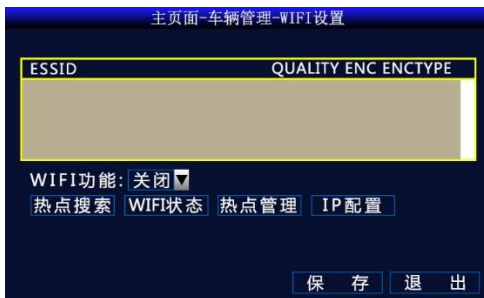 主页面-车辆管理-WIFI设置
ESSID QUALITY ENC ENCTYPE
WIFI功能: 关闭
热点搜索 WIFI状态 热点管理 IP配置
保 存 退 出